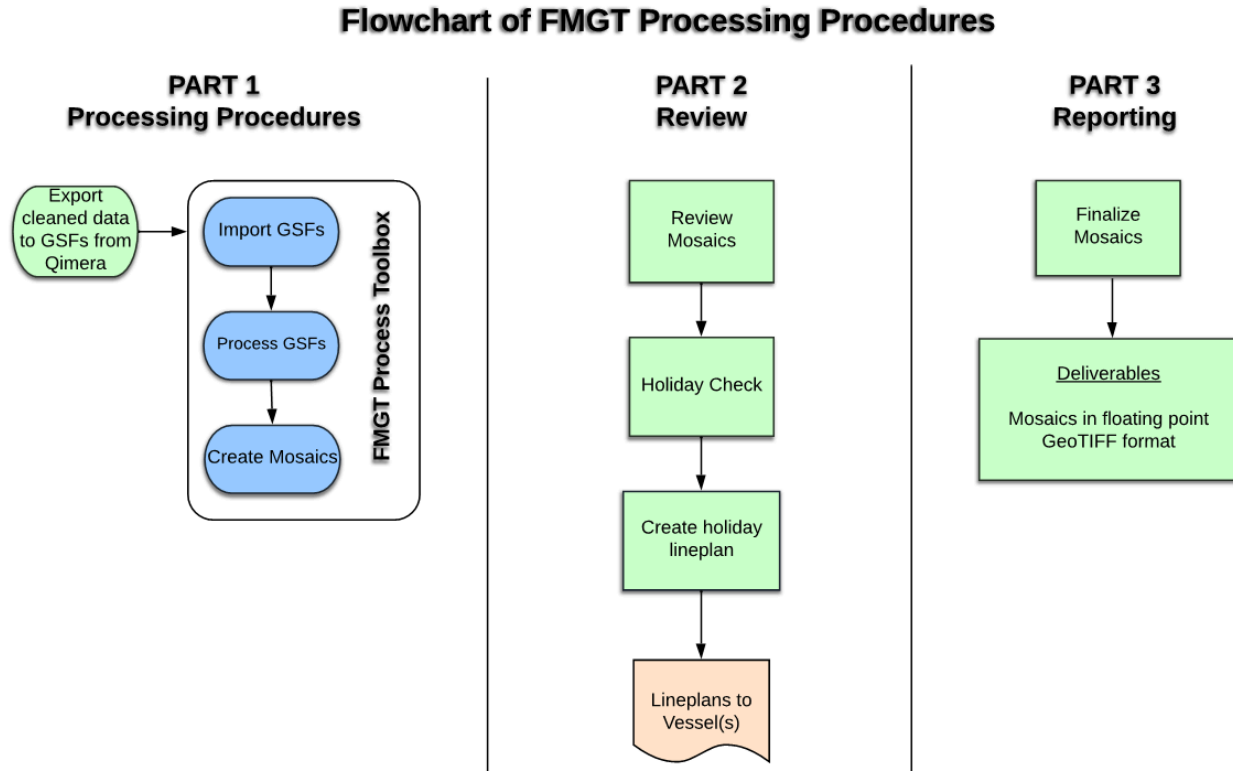 Flowchart of FMGT Processing Procedures
PART 1
Processing Procedures
Export
cleaned data
to GSFs from
Qimera
Import GSFs
Process GSFs
Create Mosaics
FMGT Process Toolbox
PART 2
Review
Review
Mosaics
Holiday Check
Create holiday
lineplan
Lineplans to
Vessel(s)
PART 3
Reporting
Finalize
Mosaics
Deliverables
Mosaics in floating point
GeoTIFF format